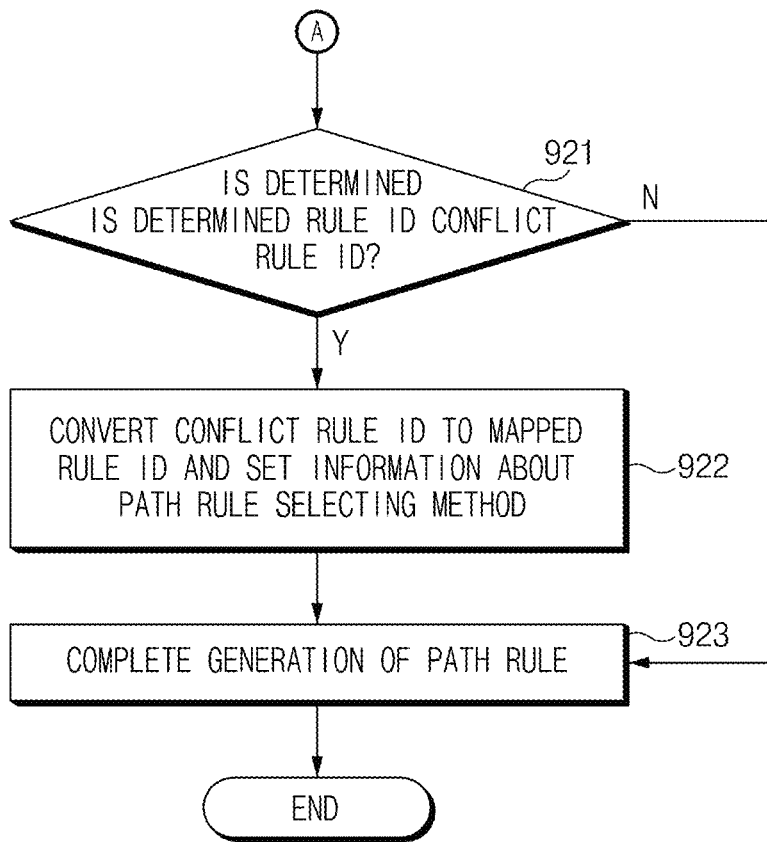 A
921
IS DETERMINED
IS DETERMINED RULE ID CONFLICT
RULE ID?
N
Y
CONVERT CONFLICT RULE ID TO MAPPED
RULE ID AND SET INFORMATION ABOUT
PATH RULE SELECTING METHOD
922
923
COMPLETE GENERATION OF PATH RULE
END